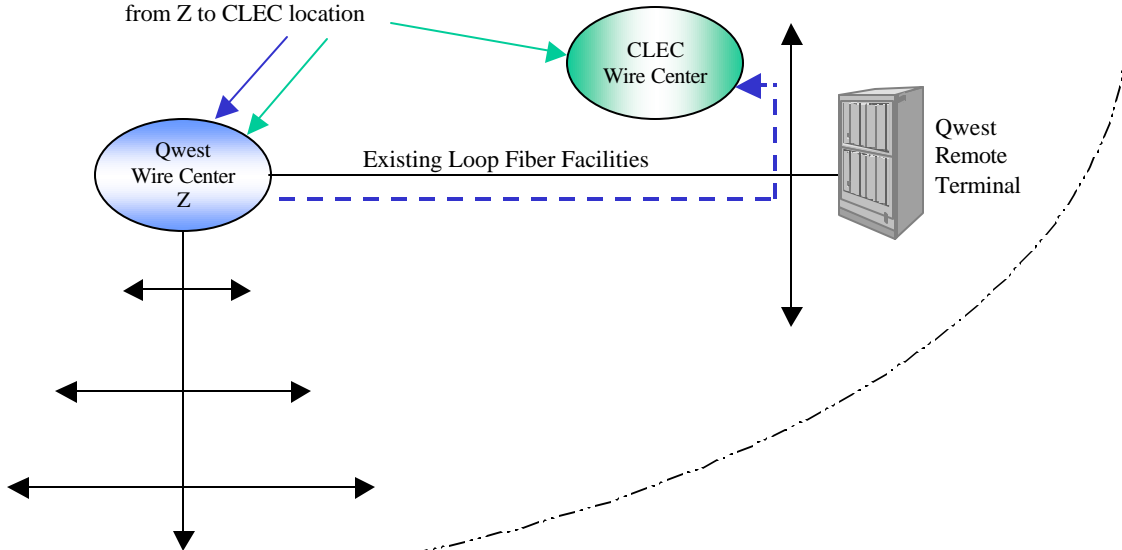 from Z to CLEC location
CLEC
Wire Center
Qwest
Wire Center
Z
Existing Loop Fiber Facilities
Qwest
Remote
Terminal